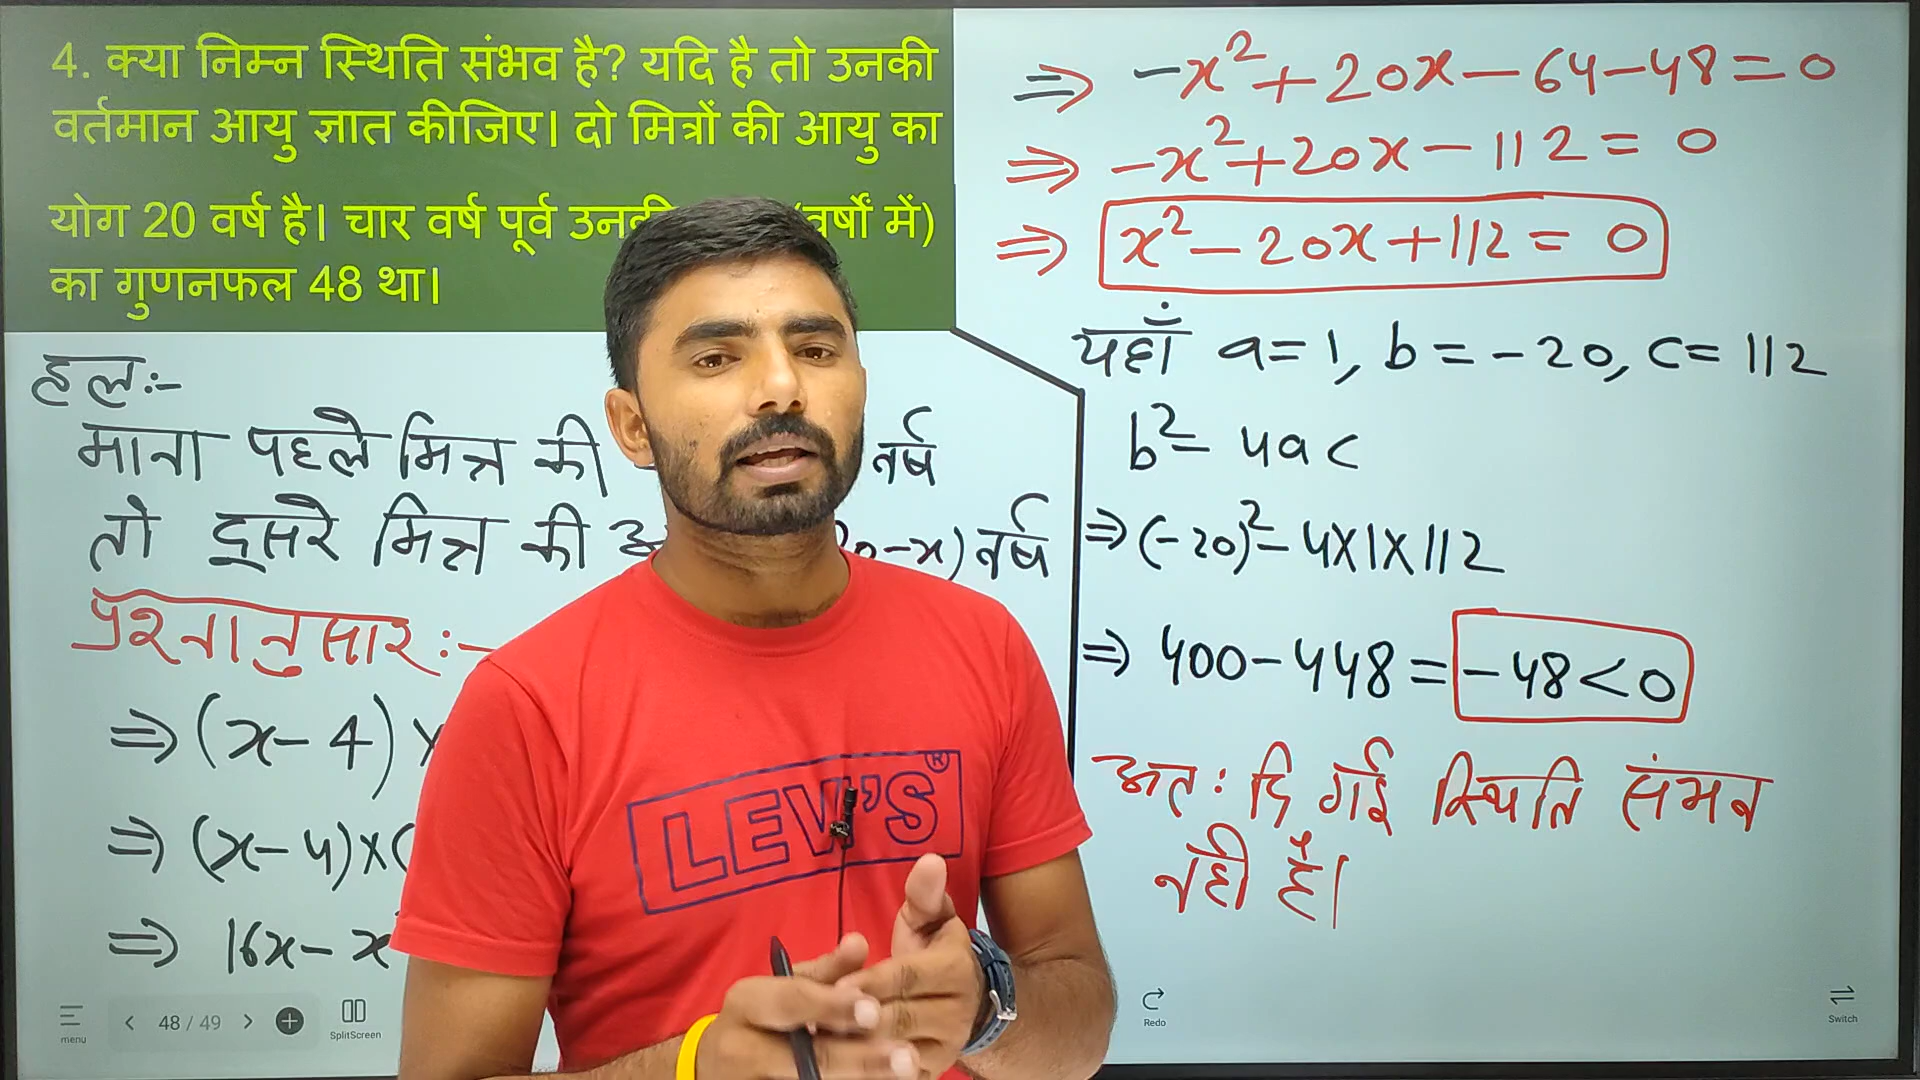 4. क्या निम्न स्थिति संभव है? यदि है तो उनकी
वर्तमान आयु ज्ञात कीजिए। दो मित्रों की आयु का
योग 20 वर्ष है। चार वर्ष पूर्व वर्षों में)
का गुणनफल 48 था।
हलः-
माना पहले मित्र की वर्ष
तो दूसरे मित्र की -x) वर्ष
प्रश्नानुसारः-
⇒ (x-4)
⇒ (x-4)×(
⇒ 16x-x
⇒ -x²+20x-64-48=0
⇒ -x²+20x-112=0
⇒ x²-20x+112=0
यहाँ a=1, b=-20, c=112
b²-4ac
⇒ (-20)²-4×1×112
⇒ 400-448=-48<0
अतः दि गई स्थिति संभव
नही है।
LEVI'S®
menu
48 / 49
SplitScreen
Redo
Switch